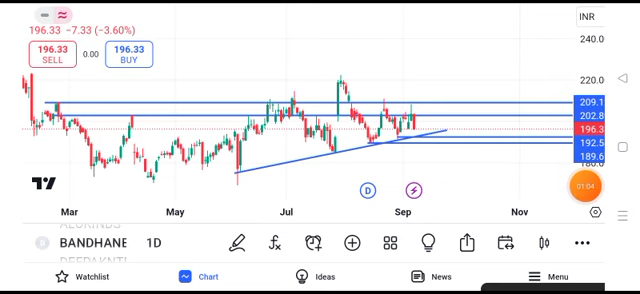 INR
196.33 −7.33 (−3.60%)
240.0
196.33
SELL
0.00
196.33
BUY
220.0
209.1
202.8
196.3
192.5
189.6
180.0
D
01:04
Mar
May
Jul
Sep
Nov
BANDHANE
1D
Watchlist
Chart
Ideas
News
Menu